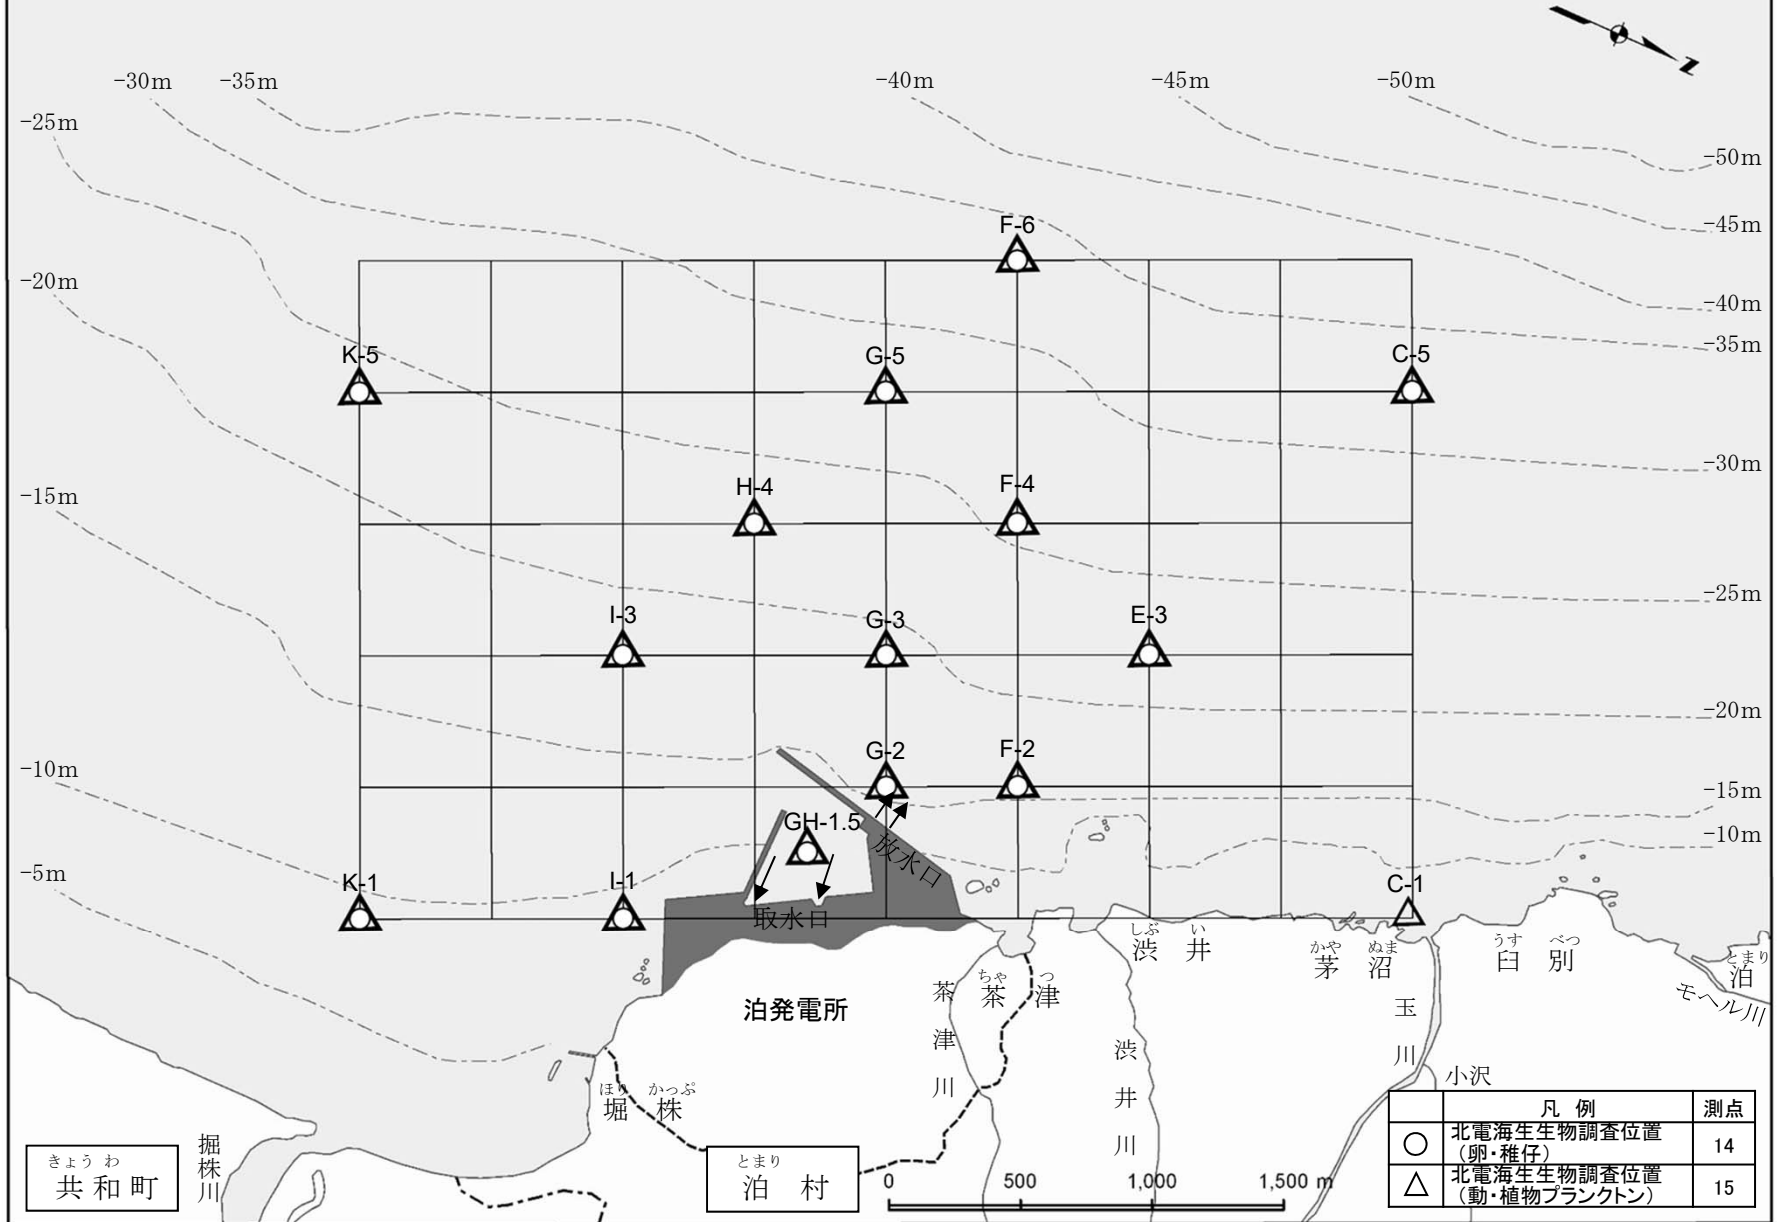 N
-30m
-35m
-40m
-45m
-50m
-25m
-50m
F-6
-45m
-20m
-40m
-35m
K-5
G-5
C-5
-30m
-15m
H-4
F-4
-25m
I-3
G-3
E-3
-20m
G-2
F-2
-10m
-15m
GH-1.5
-10m
放水口
-5m
K-1
I-1
C-1
取水口
しぶ い
渋 井
かや ぬま
茅 沼
うす べつ
臼 別
とまり
泊
モヘル川
泊発電所
茶津川
ちゃ つ
茶 津
渋井川
玉川
小沢
ほり かっぷ
堀 株
掘株川
きょう わ
共和町
とまり
泊 村
0 500 1,000 1,500 m
凡 例 測点
○ 北電海生生物調査位置
（卵・稚仔） 14
△ 北電海生生物調査位置
（動・植物プランクトン） 15